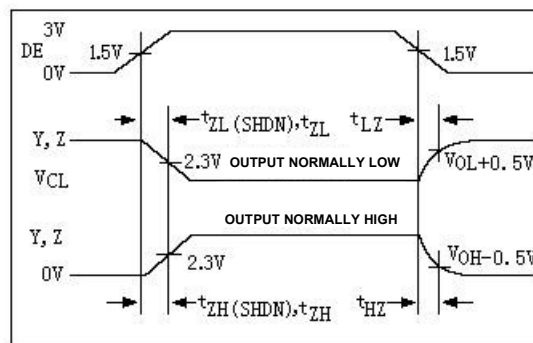 3V
DE
1.5V
1.5V
0V
tZL(SHDN),tZL
tLZ
Y, Z
2.3V
OUTPUT NORMALLY LOW
VOL+0.5V
VCL
OUTPUT NORMALLY HIGH
Y, Z
2.3V
VOH-0.5V
0V
tZH(SHDN),tZH
tHZ